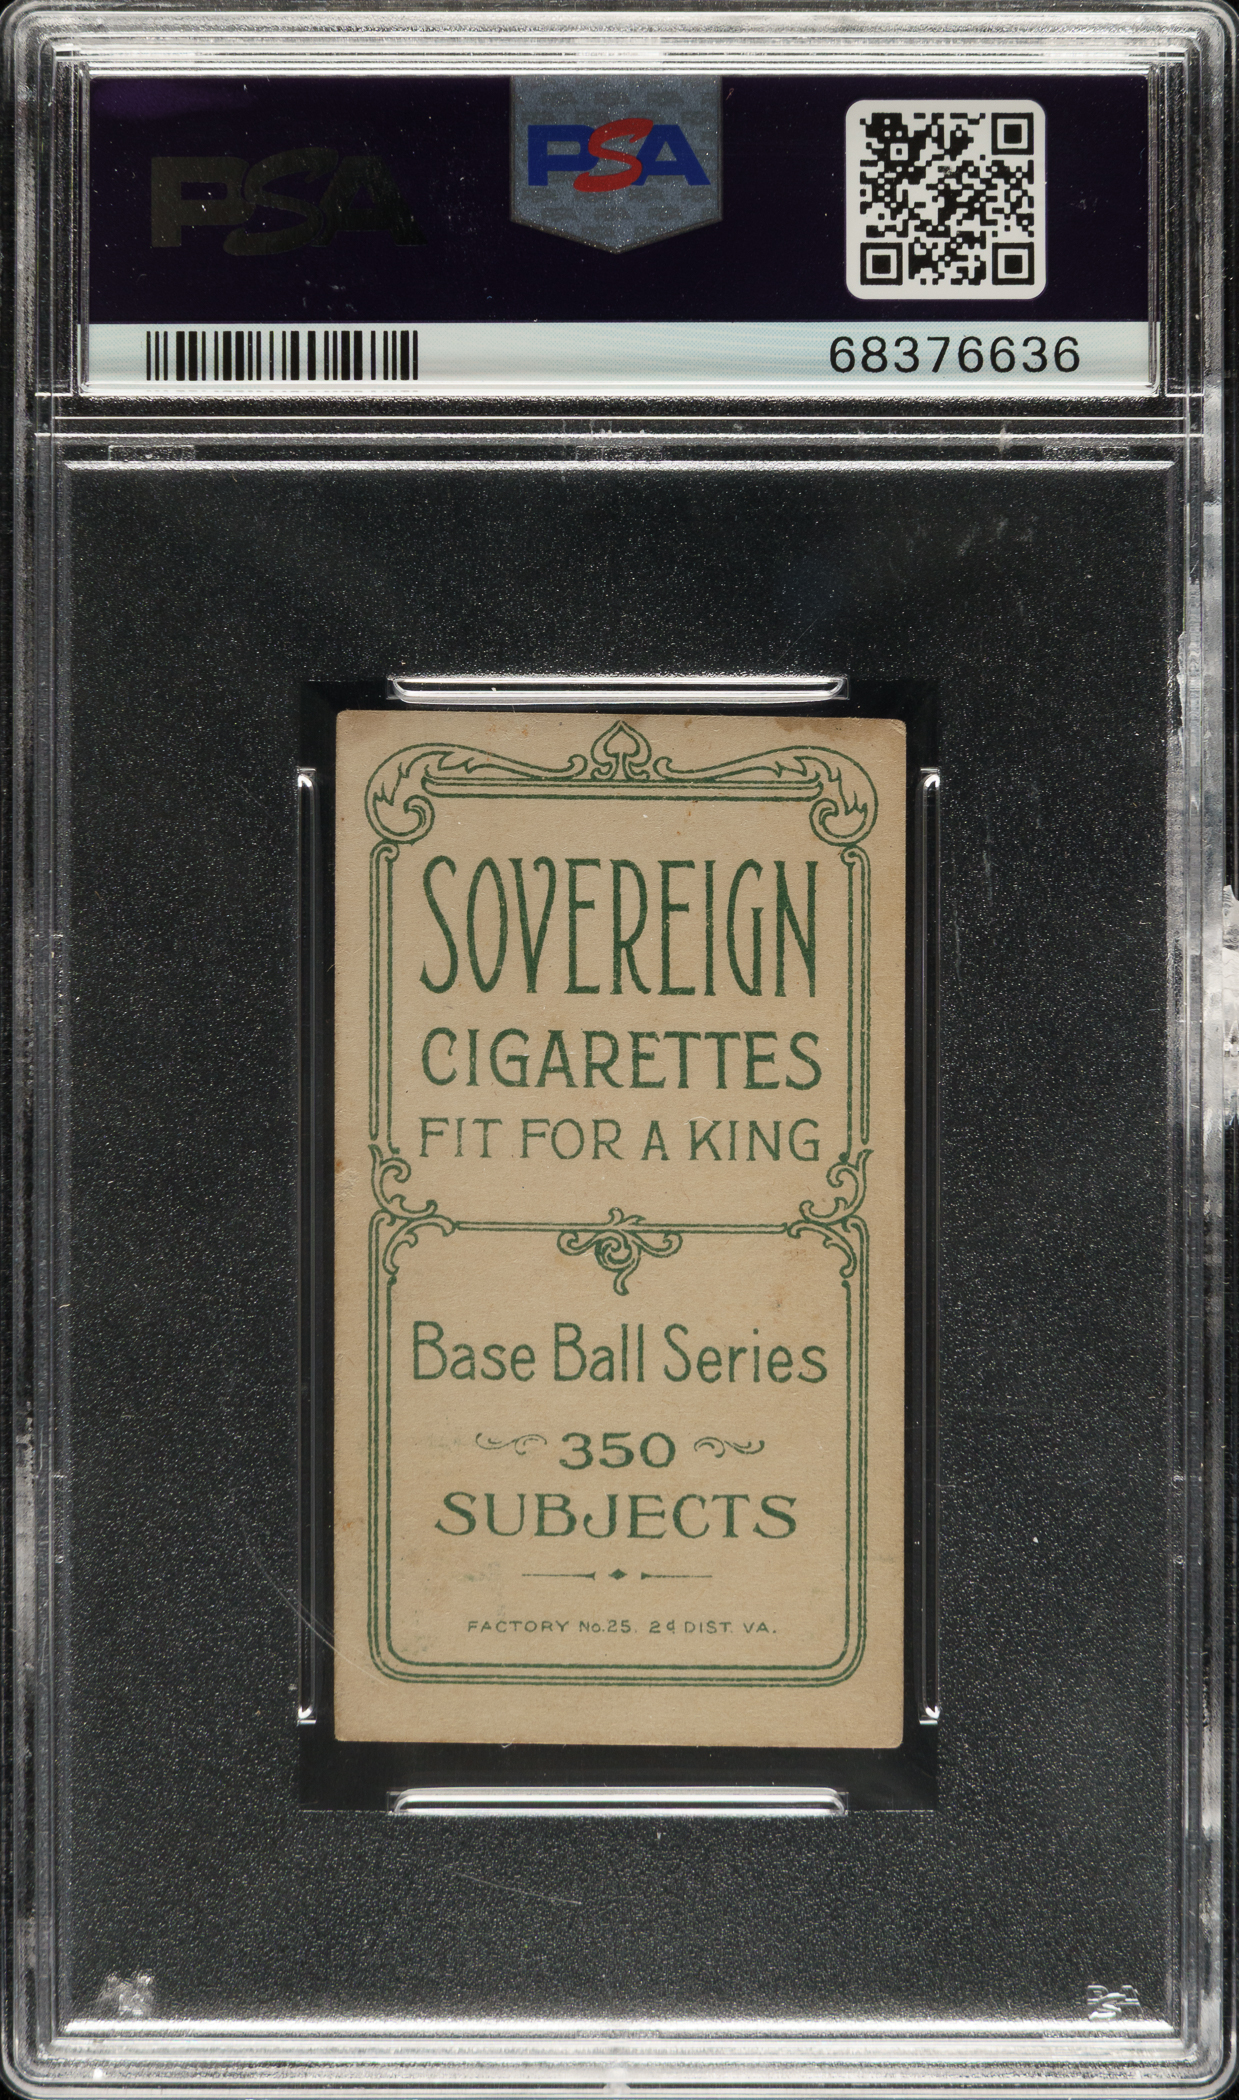 PSA
PSA
68376636
SOVEREIGN
CIGARETTES
FIT FOR A KING
Base Ball Series
350
SUBJECTS
FACTORY No. 25. 2d DIST. VA.
PSA